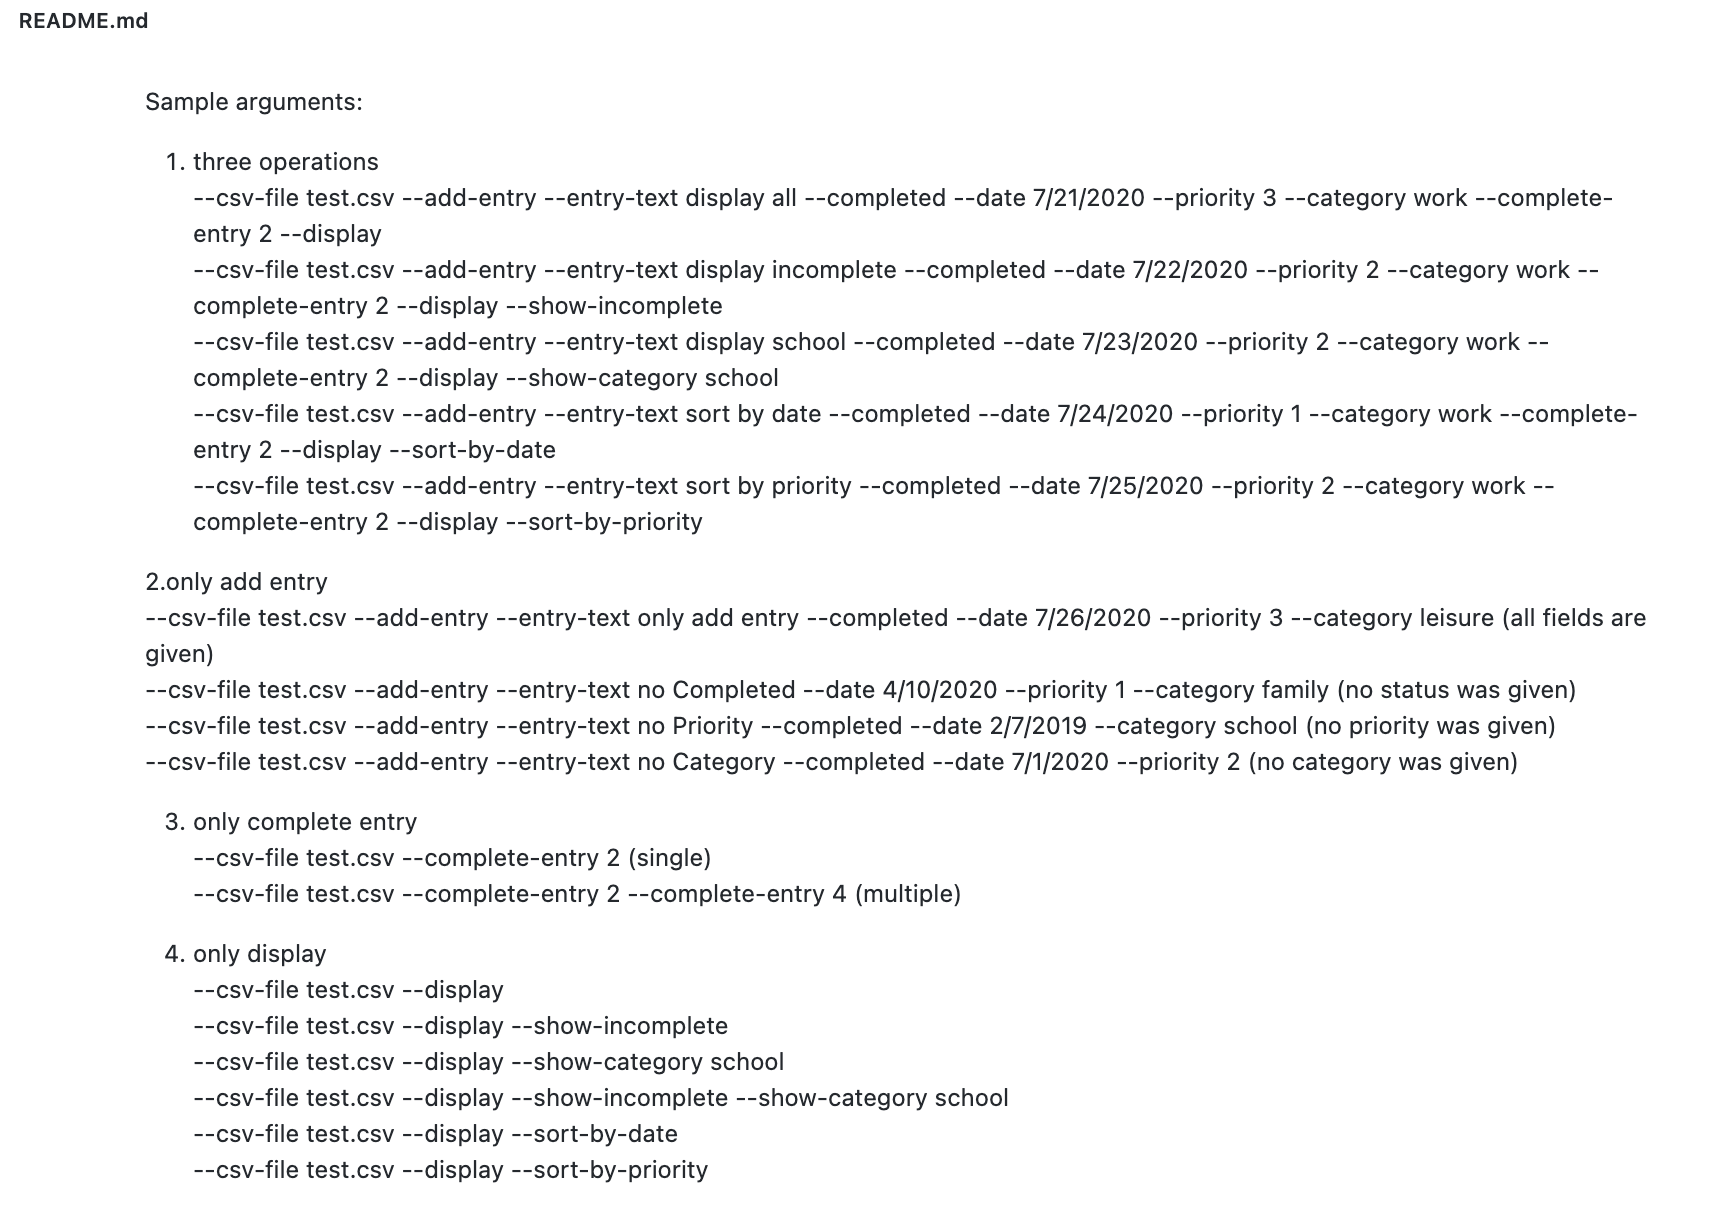 README.md
Sample arguments:
1. three operations
--csv-file test.csv --add-entry --entry-text display all --completed --date 7/21/2020 --priority 3 --category work --complete-
entry 2 --display
--csv-file test.csv --add-entry --entry-text display incomplete --completed --date 7/22/2020 --priority 2 --category work --
complete-entry 2 --display --show-incomplete
--csv-file test.csv --add-entry --entry-text display school --completed --date 7/23/2020 --priority 2 --category work --
complete-entry 2 --display --show-category school
--csv-file test.csv --add-entry --entry-text sort by date --completed --date 7/24/2020 --priority 1 --category work --complete-
entry 2 --display --sort-by-date
--csv-file test.csv --add-entry --entry-text sort by priority --completed --date 7/25/2020 --priority 2 --category work --
complete-entry 2 --display --sort-by-priority
2.only add entry
--csv-file test.csv --add-entry --entry-text only add entry --completed --date 7/26/2020 --priority 3 --category leisure (all fields are
given)
--csv-file test.csv --add-entry --entry-text no Completed --date 4/10/2020 --priority 1 --category family (no status was given)
--csv-file test.csv --add-entry --entry-text no Priority --completed --date 2/7/2019 --category school (no priority was given)
--csv-file test.csv --add-entry --entry-text no Category --completed --date 7/1/2020 --priority 2 (no category was given)
3. only complete entry
--csv-file test.csv --complete-entry 2 (single)
--csv-file test.csv --complete-entry 2 --complete-entry 4 (multiple)
4. only display
--csv-file test.csv --display
--csv-file test.csv --display --show-incomplete
--csv-file test.csv --display --show-category school
--csv-file test.csv --display --show-incomplete --show-category school
--csv-file test.csv --display --sort-by-date
--csv-file test.csv --display --sort-by-priority